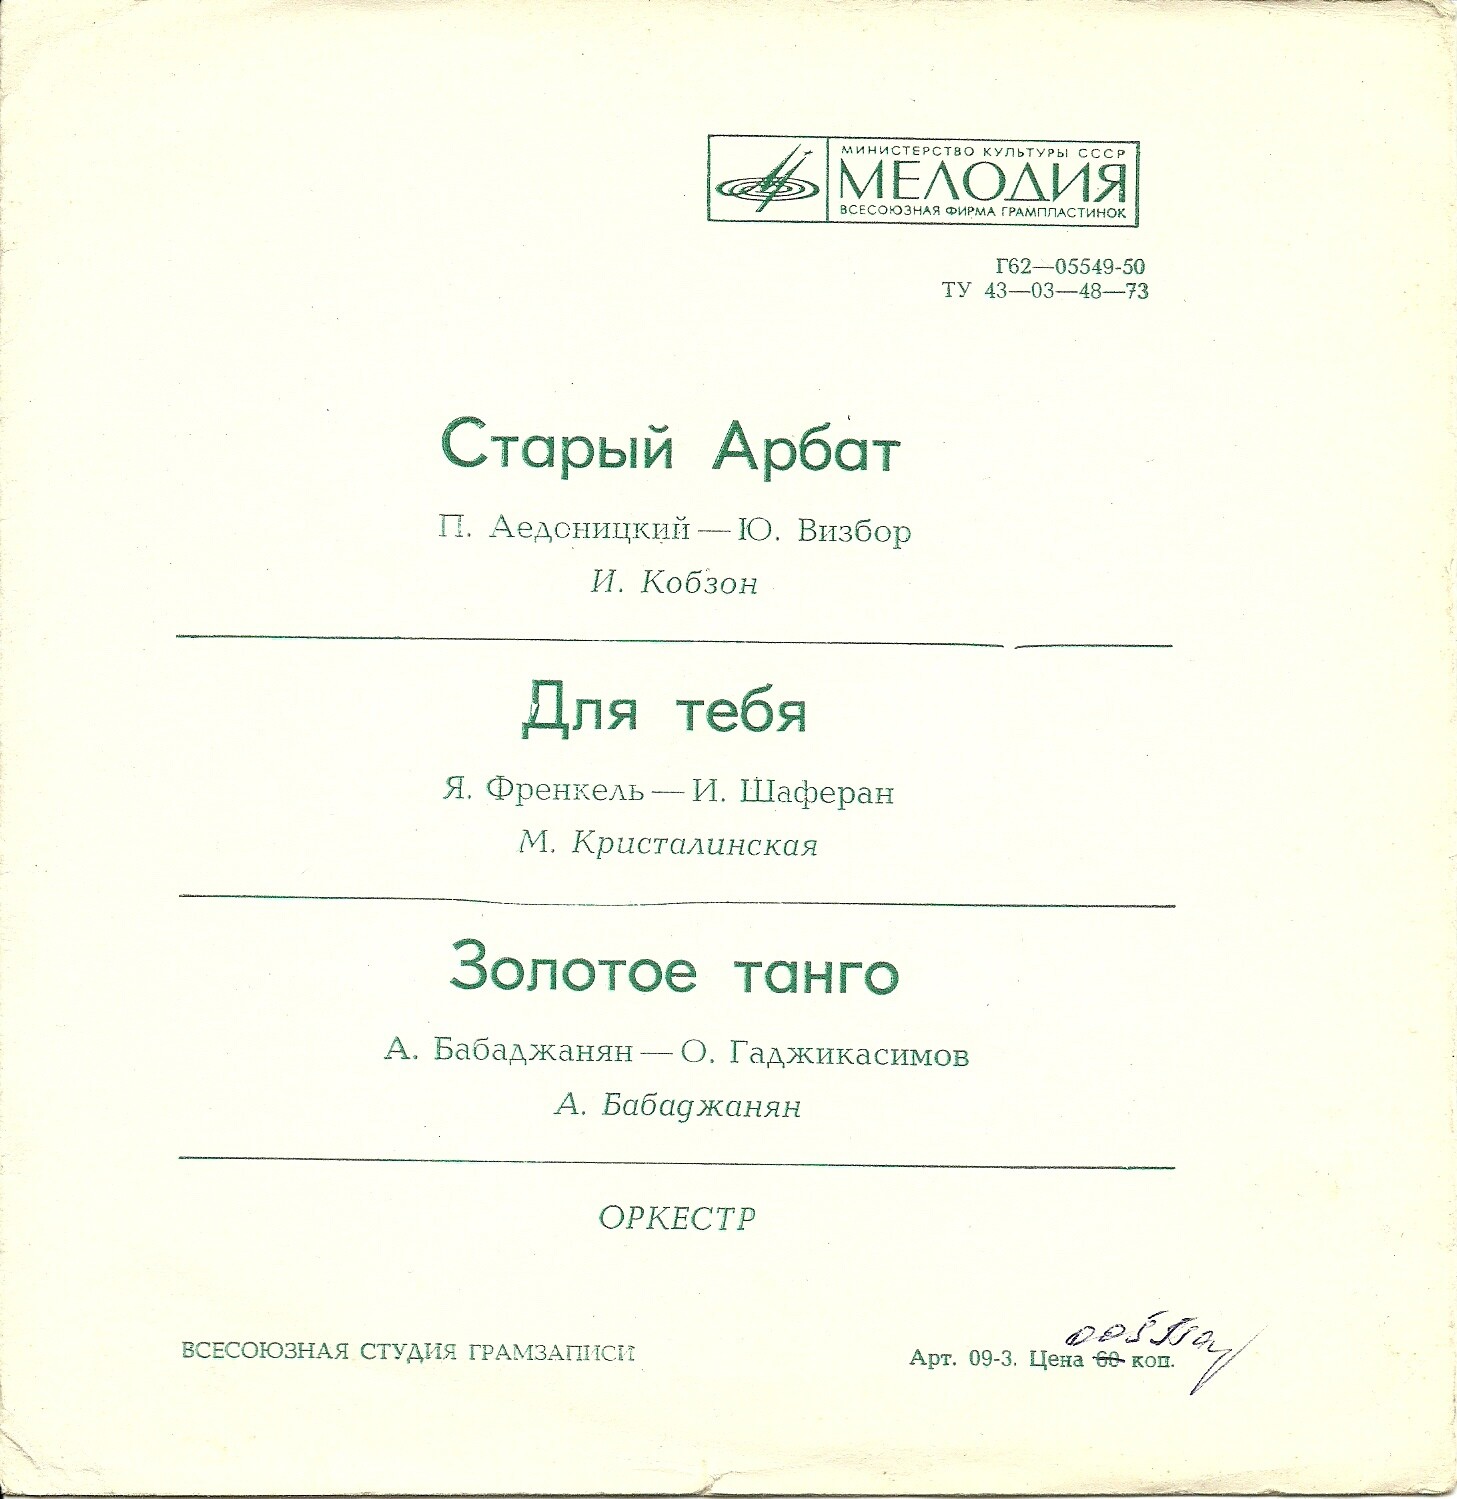 МИНИСТЕРСТВО КУЛЬТУРЫ СССР
МЕЛОДИЯ
ВСЕСОЮЗНАЯ ФИРМА ГРАМПЛАСТИНОК
Г62—05549-50
ТУ 43—03—48—73
Старый Арбат
П. Аедоницкий — Ю. Визбор
И. Кобзон
Для тебя
Я. Френкель — И. Шаферан
М. Кристалинская
Золотое танго
А. Бабаджанян — О. Гаджикасимов
А. Бабаджанян
ОРКЕСТР
ВСЕСОЮЗНАЯ СТУДИЯ ГРАМЗАПИСИ
Арт. 09-3. Цена 60 коп.